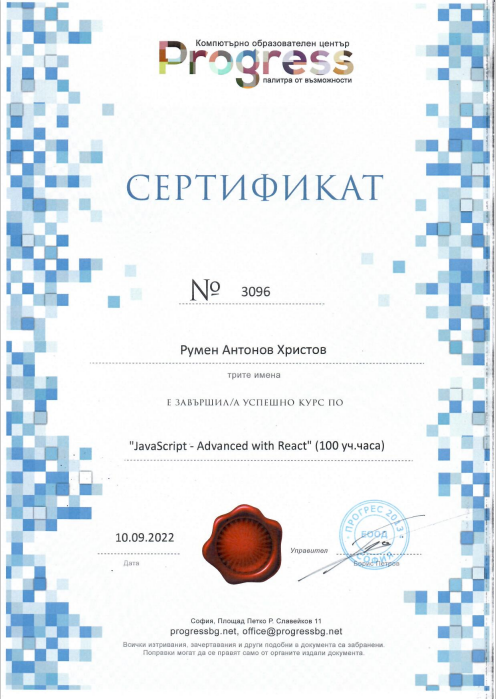 Компютърно образователен център
Progress
палитра от възможности
СЕРТИФИКАТ
№ 3096
Румен Антонов Христов
трите имена
Е ЗАВЪРШИЛ/А УСПЕШНО КУРС ПО
"JavaScript - Advanced with React" (100 уч.часа)
10.09.2022
Дата
Управител
ПРОГРЕС 2013
ЕООД
СОФИЯ
Борис Петров
София, Площад Петко Р. Славейков 11
progressbg.net, office@progressbg.net
Всички изтривания, зачертавания и други подобни в документа са забранени.
Поправки могат да се правят само от органите издали документа.